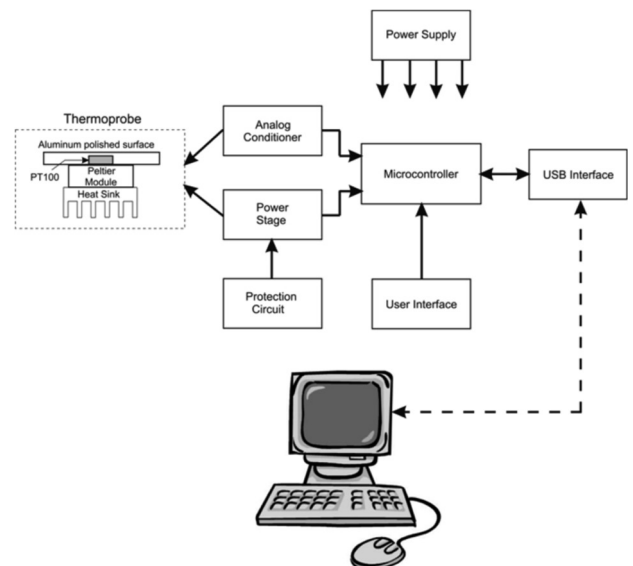 Power Supply
Thermoprobe
Aluminum polished surface
PT100
Peltier
Module
Heat Sink
Analog
Conditioner
Power
Stage
Protection
Circuit
Microcontroller
User Interface
USB Interface